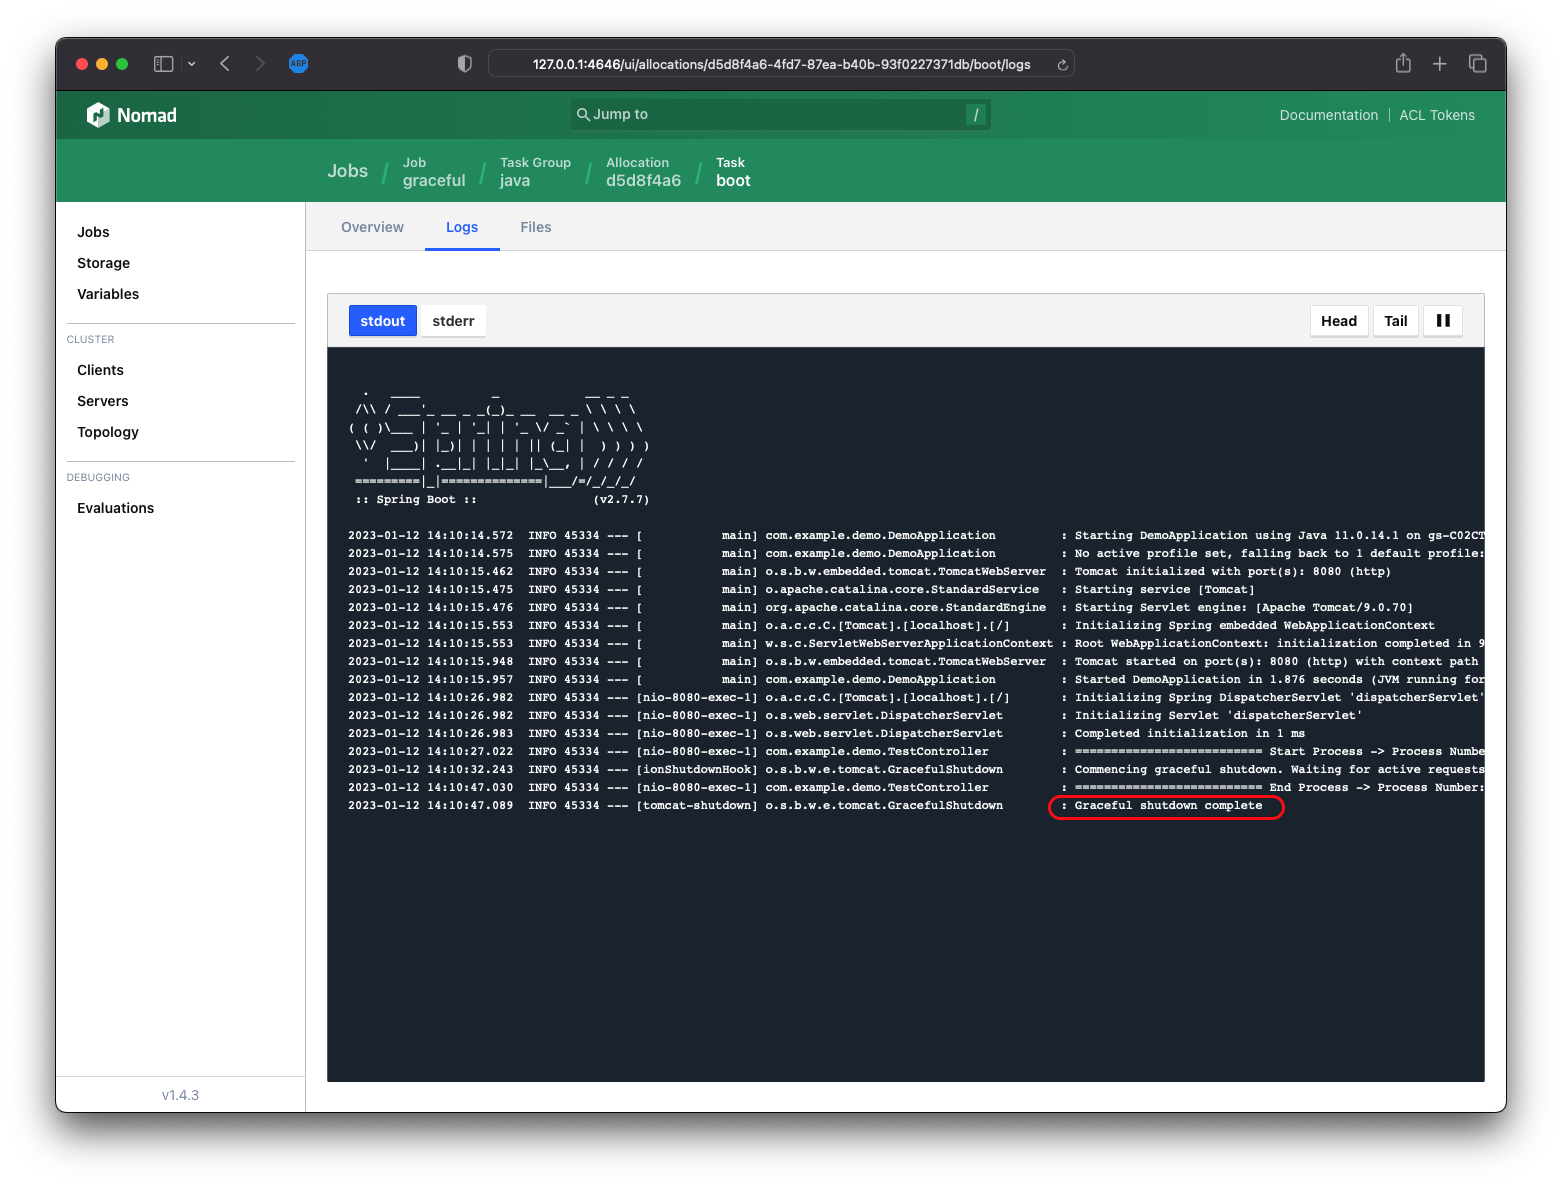 ABP
127.0.0.1:4646/ui/allocations/d5d8f4a6-4fd7-87ea-b40b-93f0227371db/boot/logs
Nomad
Jump to /
Documentation | ACL Tokens
Jobs / Job graceful / Task Group java / Allocation d5d8f4a6 / Task boot
Jobs
Storage
Variables
CLUSTER
Clients
Servers
Topology
DEBUGGING
Evaluations
v1.4.3
Overview Logs Files
stdout stderr Head Tail
  .   ____          _            __ _ _
 /\\ / ___'_ __ _ _(_)_ __  __ _ \ \ \ \
( ( )\___ | '_ | '_| | '_ \/ _` | \ \ \ \
 \\/  ___)| |_)| | | | | || (_| |  ) ) ) )
  '  |____| .__|_| |_|_| |_\__, | / / / /
 =========|_|==============|___/=/_/_/_/
 :: Spring Boot ::                (v2.7.7)
2023-01-12 14:10:14.572  INFO 45334 --- [           main] com.example.demo.DemoApplication         : Starting DemoApplication using Java 11.0.14.1 on gs-C02CT
2023-01-12 14:10:14.575  INFO 45334 --- [           main] com.example.demo.DemoApplication         : No active profile set, falling back to 1 default profile:
2023-01-12 14:10:15.462  INFO 45334 --- [           main] o.s.b.w.embedded.tomcat.TomcatWebServer  : Tomcat initialized with port(s): 8080 (http)
2023-01-12 14:10:15.475  INFO 45334 --- [           main] o.apache.catalina.core.StandardService   : Starting service [Tomcat]
2023-01-12 14:10:15.476  INFO 45334 --- [           main] org.apache.catalina.core.StandardEngine  : Starting Servlet engine: [Apache Tomcat/9.0.70]
2023-01-12 14:10:15.553  INFO 45334 --- [           main] o.a.c.c.C.[Tomcat].[localhost].[/]       : Initializing Spring embedded WebApplicationContext
2023-01-12 14:10:15.553  INFO 45334 --- [           main] w.s.c.ServletWebServerApplicationContext : Root WebApplicationContext: initialization completed in 9
2023-01-12 14:10:15.948  INFO 45334 --- [           main] o.s.b.w.embedded.tomcat.TomcatWebServer  : Tomcat started on port(s): 8080 (http) with context path
2023-01-12 14:10:15.957  INFO 45334 --- [           main] com.example.demo.DemoApplication         : Started DemoApplication in 1.876 seconds (JVM running for
2023-01-12 14:10:26.982  INFO 45334 --- [nio-8080-exec-1] o.a.c.c.C.[Tomcat].[localhost].[/]       : Initializing Spring DispatcherServlet 'dispatcherServlet'
2023-01-12 14:10:26.982  INFO 45334 --- [nio-8080-exec-1] o.s.web.servlet.DispatcherServlet        : Initializing Servlet 'dispatcherServlet'
2023-01-12 14:10:26.983  INFO 45334 --- [nio-8080-exec-1] o.s.web.servlet.DispatcherServlet        : Completed initialization in 1 ms
2023-01-12 14:10:27.022  INFO 45334 --- [nio-8080-exec-1] com.example.demo.TestController          : ========================== Start Process -> Process Numbe
2023-01-12 14:10:32.243  INFO 45334 --- [ionShutdownHook] o.s.b.w.e.tomcat.GracefulShutdown        : Commencing graceful shutdown. Waiting for active requests
2023-01-12 14:10:47.030  INFO 45334 --- [nio-8080-exec-1] com.example.demo.TestController          : ========================== End Process -> Process Number:
2023-01-12 14:10:47.089  INFO 45334 --- [tomcat-shutdown] o.s.b.w.e.tomcat.GracefulShutdown        : Graceful shutdown complete